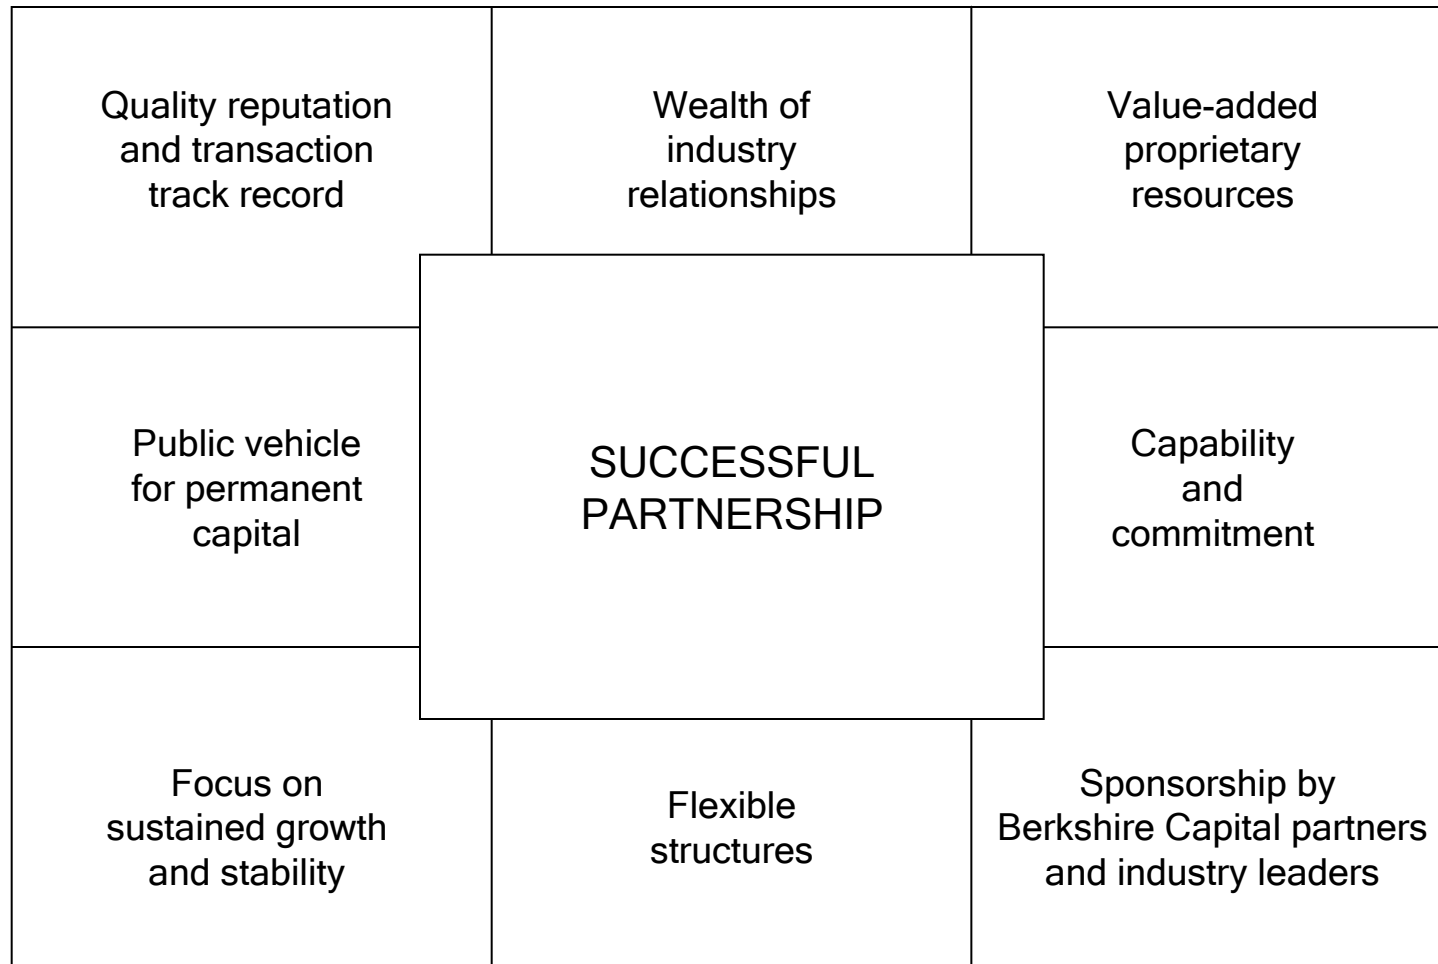 Quality reputation
and transaction
track record
Wealth of
industry
relationships
Value-added
proprietary
resources
Public vehicle
for permanent
capital
SUCCESSFUL
PARTNERSHIP
Capability
and
commitment
Focus on
sustained growth
and stability
Flexible
structures
Sponsorship by
Berkshire Capital partners
and industry leaders